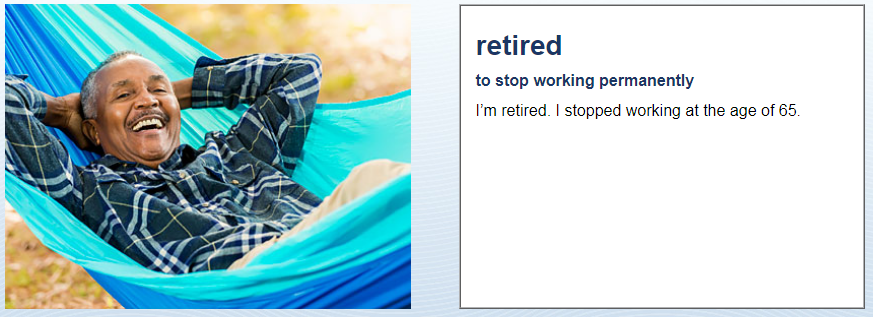 retired
to stop working permanently
I'm retired. I stopped working at the age of 65.